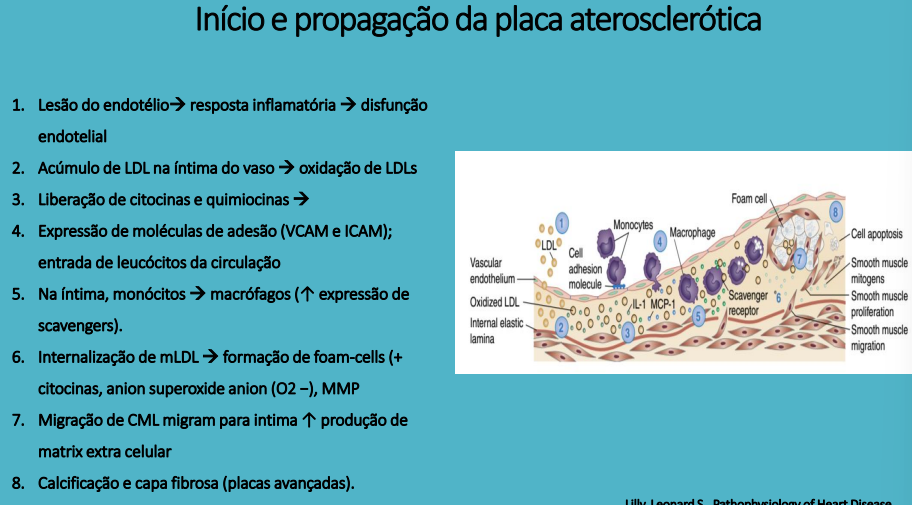 Início e propagação da placa aterosclerótica
1. Lesão do endotélio→ resposta inflamatória → disfunção
endotelial
2. Acúmulo de LDL na íntima do vaso → oxidação de LDLs
3. Liberação de citocinas e quimiocinas →
4. Expressão de moléculas de adesão (VCAM e ICAM);
entrada de leucócitos da circulação
5. Na íntima, monócitos → macrófagos (↑ expressão de
scavengers).
6. Internalização de mLDL → formação de foam-cells (+
citocinas, anion superoxide anion (O2 –), MMP
7. Migração de CML migram para intima ↑ produção de
matrix extra celular
8. Calcificação e capa fibrosa (placas avançadas).
Foam cell
1
8
Monocytes
Macrophage
4
LDL
Cell
adhesion
molecule
7
Cell apoptosis
Vascular
endothelium
Smooth muscle
mitogens
Oxidized LDL
IL-1 MCP-1
Scavenger
receptor
6
Smooth muscle
proliferation
Internal elastic
lamina
2
3
5
Smooth muscle
migration
Lilly, Leonard S.. Pathophysiology of Heart Disease